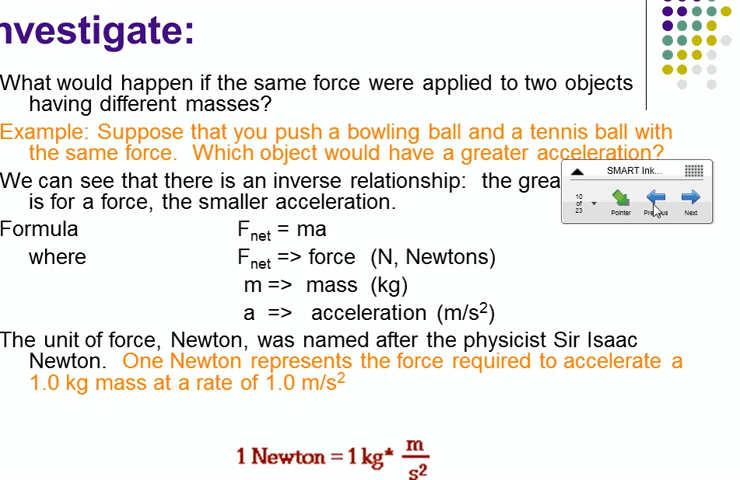 nvestigate:
What would happen if the same force were applied to two objects
having different masses?
Example: Suppose that you push a bowling ball and a tennis ball with
the same force. Which object would have a greater acceleration?
We can see that there is an inverse relationship: the grea
is for a force, the smaller acceleration.
SMART Ink...
10
of
23
Pointer
Next
Formula Fnet = ma
where Fnet => force (N, Newtons)
m => mass (kg)
a => acceleration (m/s²)
The unit of force, Newton, was named after the physicist Sir Isaac
Newton. One Newton represents the force required to accelerate a
1.0 kg mass at a rate of 1.0 m/s²
1 Newton = 1 kg* m/s²